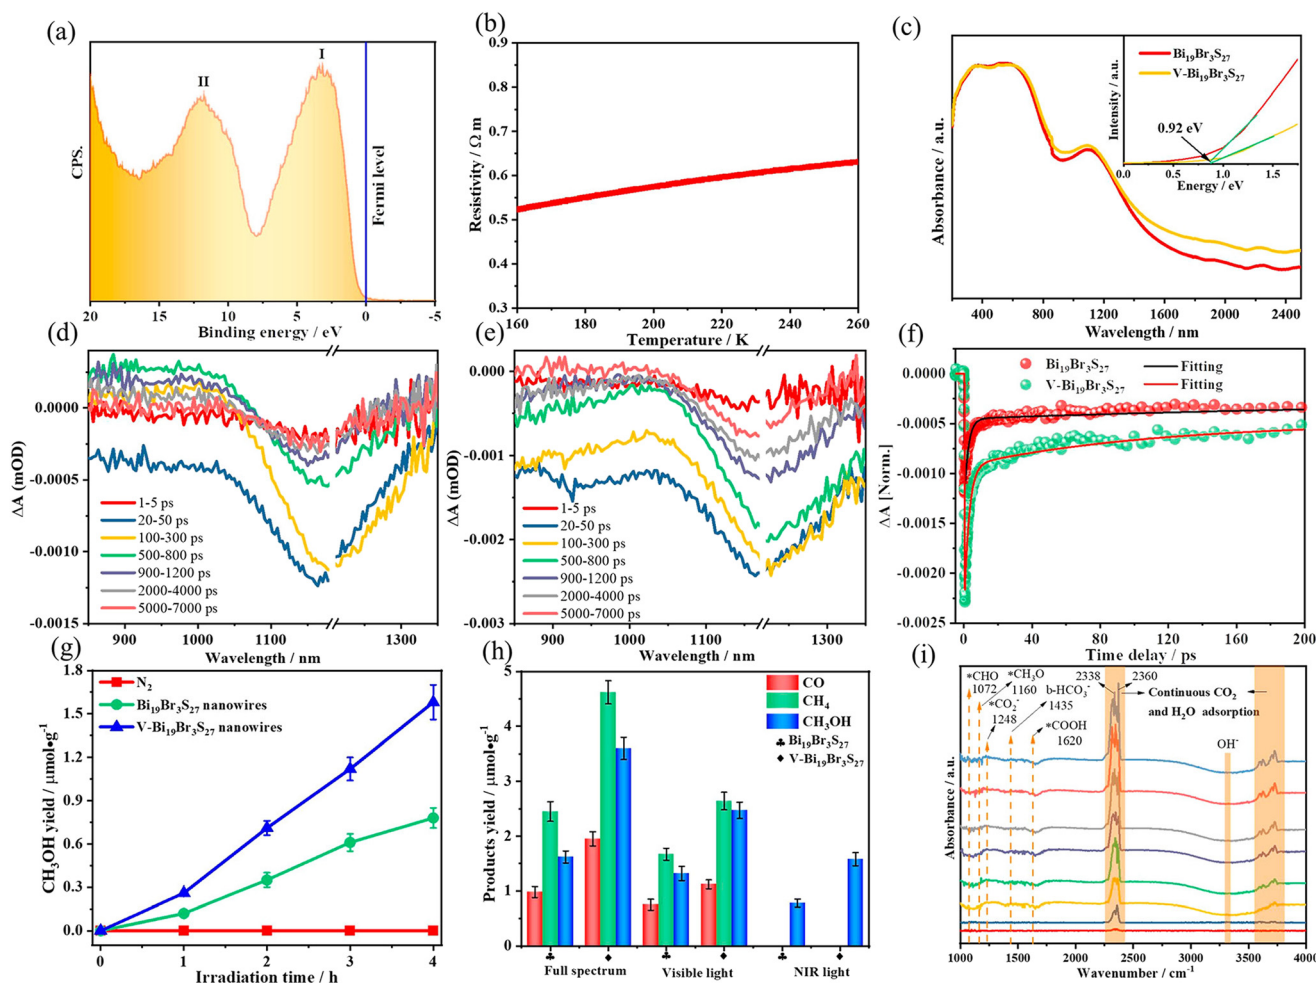 (a)
I
II
CPS.
Fermi level
20
15
10
5
0
-5
Binding energy / eV
(b)
Resistivity / Ω m
0.9
0.8
0.7
0.6
0.5
0.4
0.3
160
180
200
220
240
260
Temperature / K
(c)
Absorbance / a.u.
Bi₁₉Br₃S₂₇
V-Bi₁₉Br₃S₂₇
Intensity / a.u.
0.92 eV
0.0
0.5
1.0
1.5
Energy / eV
400
800
1200
1600
2000
2400
Wavelength / nm
(d)
ΔA (mOD)
0.0000
-0.0005
-0.0010
-0.0015
1-5 ps
20-50 ps
100-300 ps
500-800 ps
900-1200 ps
2000-4000 ps
5000-7000 ps
900
1000
1100
1300
Wavelength / nm
(e)
ΔA (mOD)
0.000
-0.001
-0.002
-0.003
1-5 ps
20-50 ps
100-300 ps
500-800 ps
900-1200 ps
2000-4000 ps
5000-7000 ps
900
1000
1100
1300
Wavelength / nm
(f)
ΔA [Norm.]
0.0000
-0.0005
-0.0010
-0.0015
-0.0020
-0.0025
Bi₁₉Br₃S₂₇
Fitting
V-Bi₁₉Br₃S₂₇
Fitting
0
40
80
120
160
200
Time delay / ps
(g)
CH₃OH yield / μmol•g⁻¹
1.8
1.5
1.2
0.9
0.6
0.3
0.0
N₂
Bi₁₉Br₃S₂₇ nanowires
V-Bi₁₉Br₃S₂₇ nanowires
0
1
2
3
4
Irradiation time / h
(h)
Products yield / μmol•g⁻¹
5
4
3
2
1
0
CO
CH₄
CH₃OH
♣ Bi₁₉Br₃S₂₇
♦ V-Bi₁₉Br₃S₂₇
♣
♦
♣
♦
♣
♦
Full spectrum
Visible light
NIR light
(i)
Absorbance / a.u.
*CHO
1072
*CH₃O
1160
*CO₂⁻
1248
b-HCO₃⁻
1435
*COOH
1620
2338
2360
Continuous CO₂
and H₂O adsorption
OH⁻
1000
1500
2000
2500
3000
3500
4000
Wavenumber / cm⁻¹